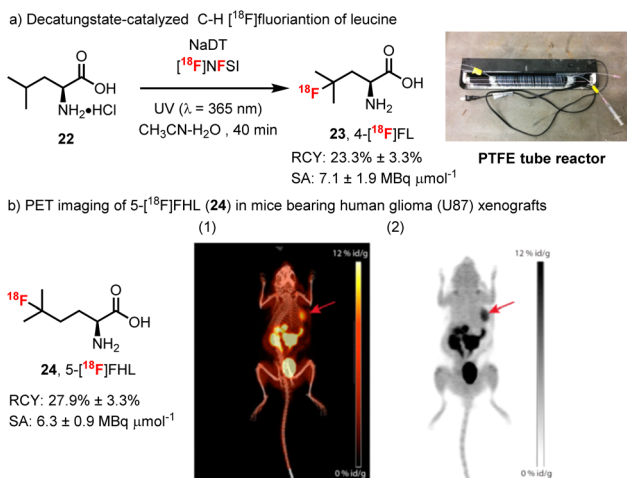 a) Decatungstate-catalyzed C-H [¹⁸F]fluoriantion of leucine
NaDT
[¹⁸F]NFSI
O
OH
NH₂•HCl
22
UV (λ = 365 nm)
CH₃CN-H₂O , 40 min
¹⁸F
O
OH
NH₂
23, 4-[¹⁸F]FL
RCY: 23.3% ± 3.3%
SA: 7.1 ± 1.9 MBq μmol⁻¹
PTFE tube reactor
b) PET imaging of 5-[¹⁸F]FHL (24) in mice bearing human glioma (U87) xenografts
(1)
(2)
¹⁸F
O
OH
NH₂
24, 5-[¹⁸F]FHL
RCY: 27.9% ± 3.3%
SA: 6.3 ± 0.9 MBq μmol⁻¹
12 % id/g
0 % id/g
12 % id/g
0 % id/g